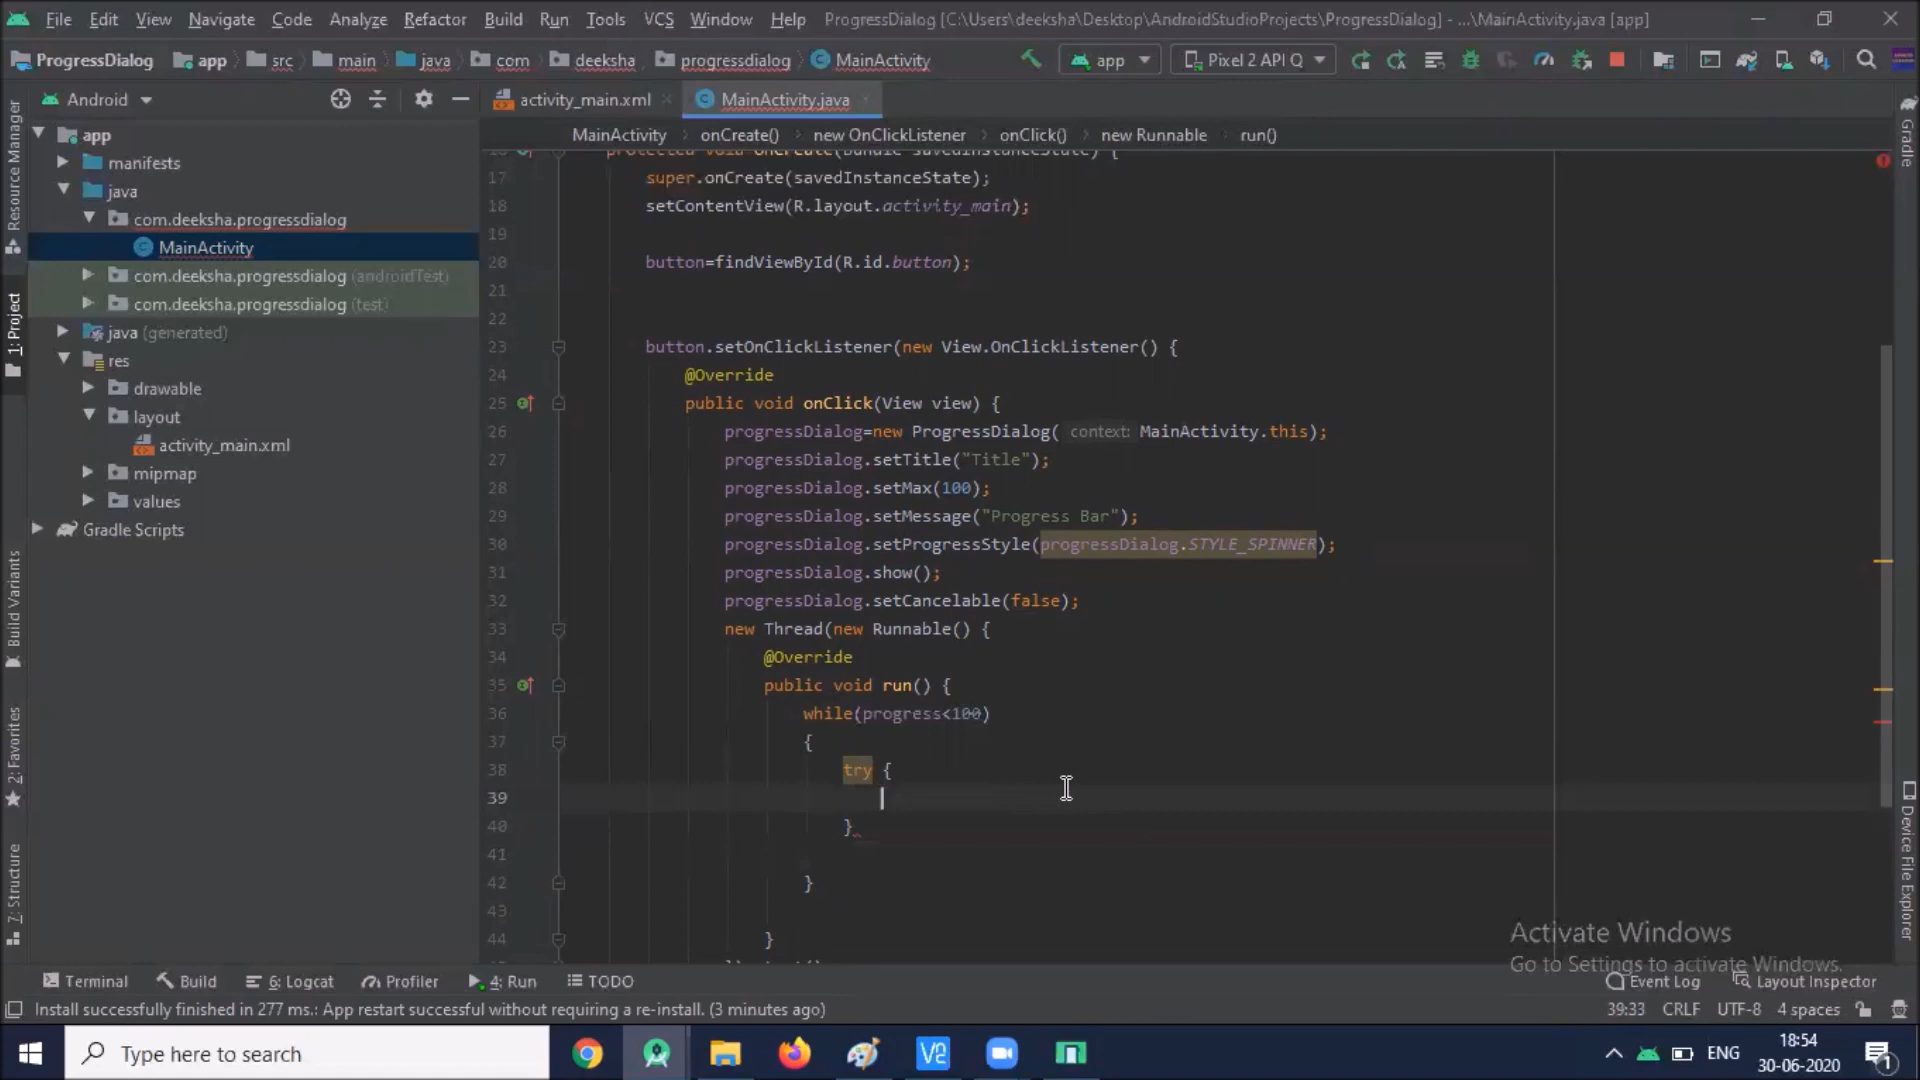 File Edit View Navigate Code Analyze Refactor Build Run Tools VCS Window Help ProgressDialog [C:\Users\deeksha\Desktop\AndroidStudioProjects\ProgressDialog] - ...\MainActivity.java [app]
ProgressDialog app src main java com deeksha progressdialog MainActivity app Pixel 2 API Q
Android activity_main.xml MainActivity.java
MainActivity onCreate() new OnClickListener onClick() new Runnable run()
app
manifests
java
com.deeksha.progressdialog
MainActivity
com.deeksha.progressdialog (androidTest)
com.deeksha.progressdialog (test)
java (generated)
res
drawable
layout
activity_main.xml
mipmap
values
Gradle Scripts
Resource Manager
1: Project
Build Variants
2: Favorites
7: Structure
protected void onCreate(Bundle savedInstanceState) {
17 super.onCreate(savedInstanceState);
18 setContentView(R.layout.activity_main);
19
20 button=findViewById(R.id.button);
21
22
23 button.setOnClickListener(new View.OnClickListener() {
24 @Override
25 public void onClick(View view) {
26 progressDialog=new ProgressDialog( context: MainActivity.this);
27 progressDialog.setTitle("Title");
28 progressDialog.setMax(100);
29 progressDialog.setMessage("Progress Bar");
30 progressDialog.setProgressStyle(progressDialog.STYLE_SPINNER);
31 progressDialog.show();
32 progressDialog.setCancelable(false);
33 new Thread(new Runnable() {
34 @Override
35 public void run() {
36 while(progress<100)
37 {
38 try {
39
40 }
41
42 }
43
44 }
Gradle
Device File Explorer
Activate Windows
Go to Settings to activate Windows.
Terminal Build 6: Logcat Profiler 4: Run TODO Event Log Layout Inspector
Install successfully finished in 277 ms.: App restart successful without requiring a re-install. (3 minutes ago) 39:33 CRLF UTF-8 4 spaces
Type here to search
ENG
18:54
30-06-2020
1